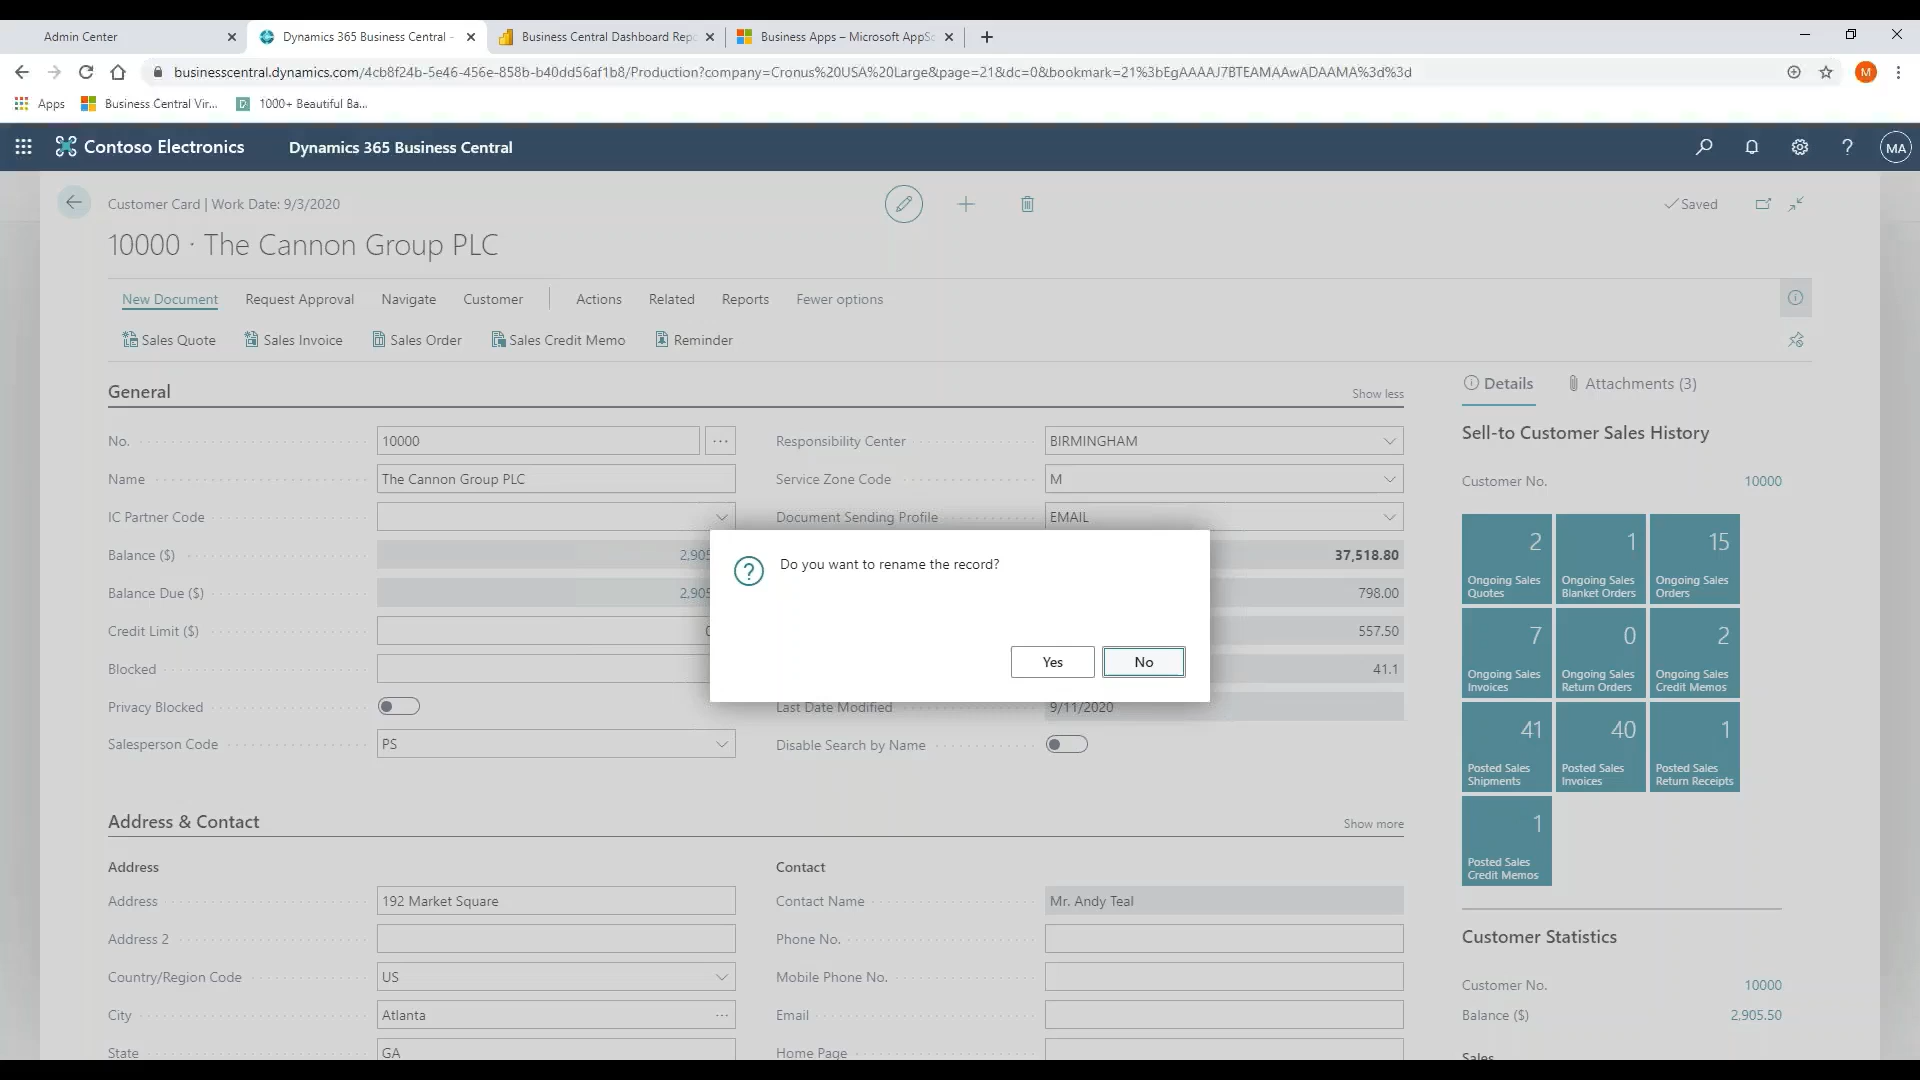 Admin Center
Dynamics 365 Business Central -
Business Central Dashboard Rep
Business Apps – Microsoft AppSo
businesscentral.dynamics.com/4cb8f24b-5e46-456e-858b-b40dd56af1b8/Production?company=Cronus%20USA%20Large&page=21&dc=0&bookmark=21%3bEgAAAAJ7BTEAMAAwADAAMA%3d%3d
M
Apps
Business Central Vir...
1000+ Beautiful Ba...
Contoso Electronics
Dynamics 365 Business Central
MA
Customer Card | Work Date: 9/3/2020
Saved
10000 · The Cannon Group PLC
New Document Request Approval Navigate Customer Actions Related Reports Fewer options
Sales Quote Sales Invoice Sales Order Sales Credit Memo Reminder
General
Show less
No.
10000
Name
The Cannon Group PLC
IC Partner Code
Balance ($)
2,905
Balance Due ($)
2,905
Credit Limit ($)
Blocked
Privacy Blocked
Salesperson Code
PS
Responsibility Center
BIRMINGHAM
Service Zone Code
M
Document Sending Profile
EMAIL
37,518.80
798.00
557.50
41.1
Last Date Modified
9/11/2020
Disable Search by Name
Do you want to rename the record?
Yes
No
Address & Contact
Show more
Address
Address
192 Market Square
Address 2
Country/Region Code
US
City
Atlanta
State
GA
Contact
Contact Name
Mr. Andy Teal
Phone No.
Mobile Phone No.
Email
Home Page
Details
Attachments (3)
Sell-to Customer Sales History
Customer No.
10000
2
Ongoing Sales
Quotes
1
Ongoing Sales
Blanket Orders
15
Ongoing Sales
Orders
7
Ongoing Sales
Invoices
0
Ongoing Sales
Return Orders
2
Ongoing Sales
Credit Memos
41
Posted Sales
Shipments
40
Posted Sales
Invoices
1
Posted Sales
Return Receipts
1
Posted Sales
Credit Memos
Customer Statistics
Customer No.
10000
Balance ($)
2,905.50
Sales